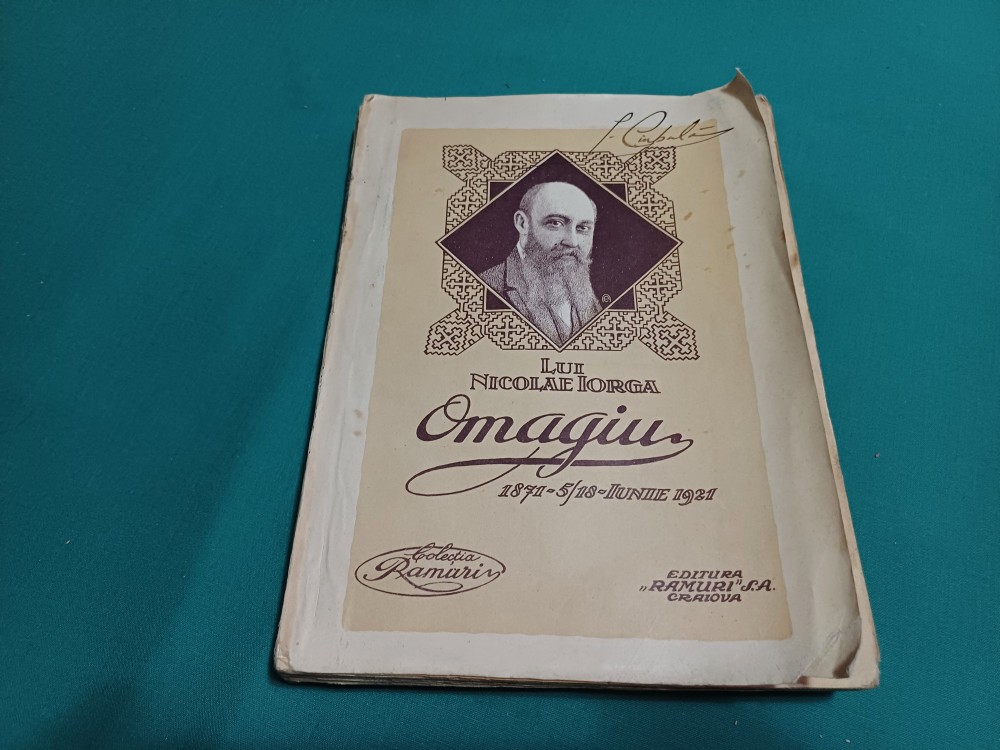 LUI
NICOLAE IORGA
Omagiu
1871-5/18-IUNIE 1921
Colecția
Ramuri
EDITURA
„RAMURI” S.A.
CRAIOVA